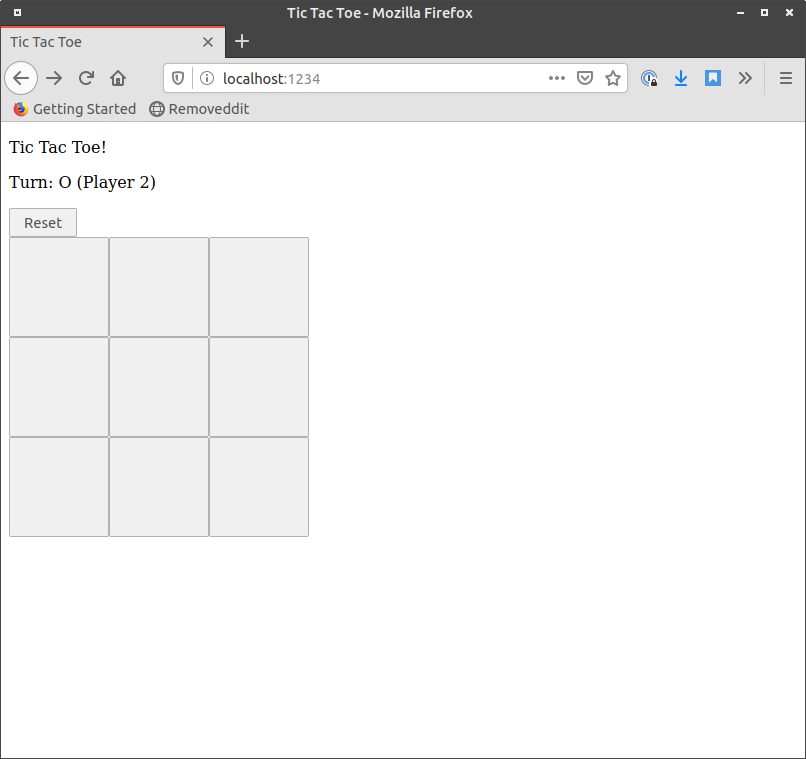 Tic Tac Toe - Mozilla Firefox
Tic Tac Toe
localhost:1234
Getting Started Removeddit
Tic Tac Toe!
Turn: O (Player 2)
Reset